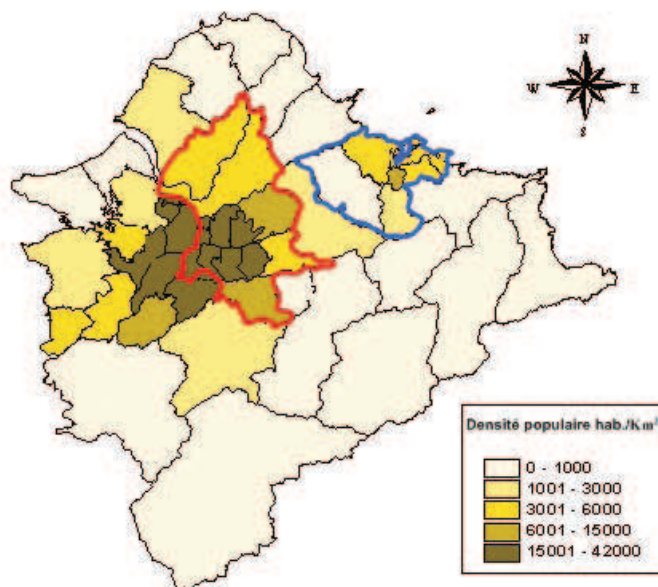 N
W E
S
Densité populaire hab./Km²
0 - 1000
1001 - 3000
3001 - 6000
6001 - 15000
15001 - 42000